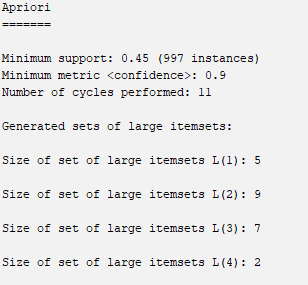 Apriori
=======
Minimum support: 0.45 (997 instances)
Minimum metric <confidence>: 0.9
Number of cycles performed: 11
Generated sets of large itemsets:
Size of set of large itemsets L(1): 5
Size of set of large itemsets L(2): 9
Size of set of large itemsets L(3): 7
Size of set of large itemsets L(4): 2